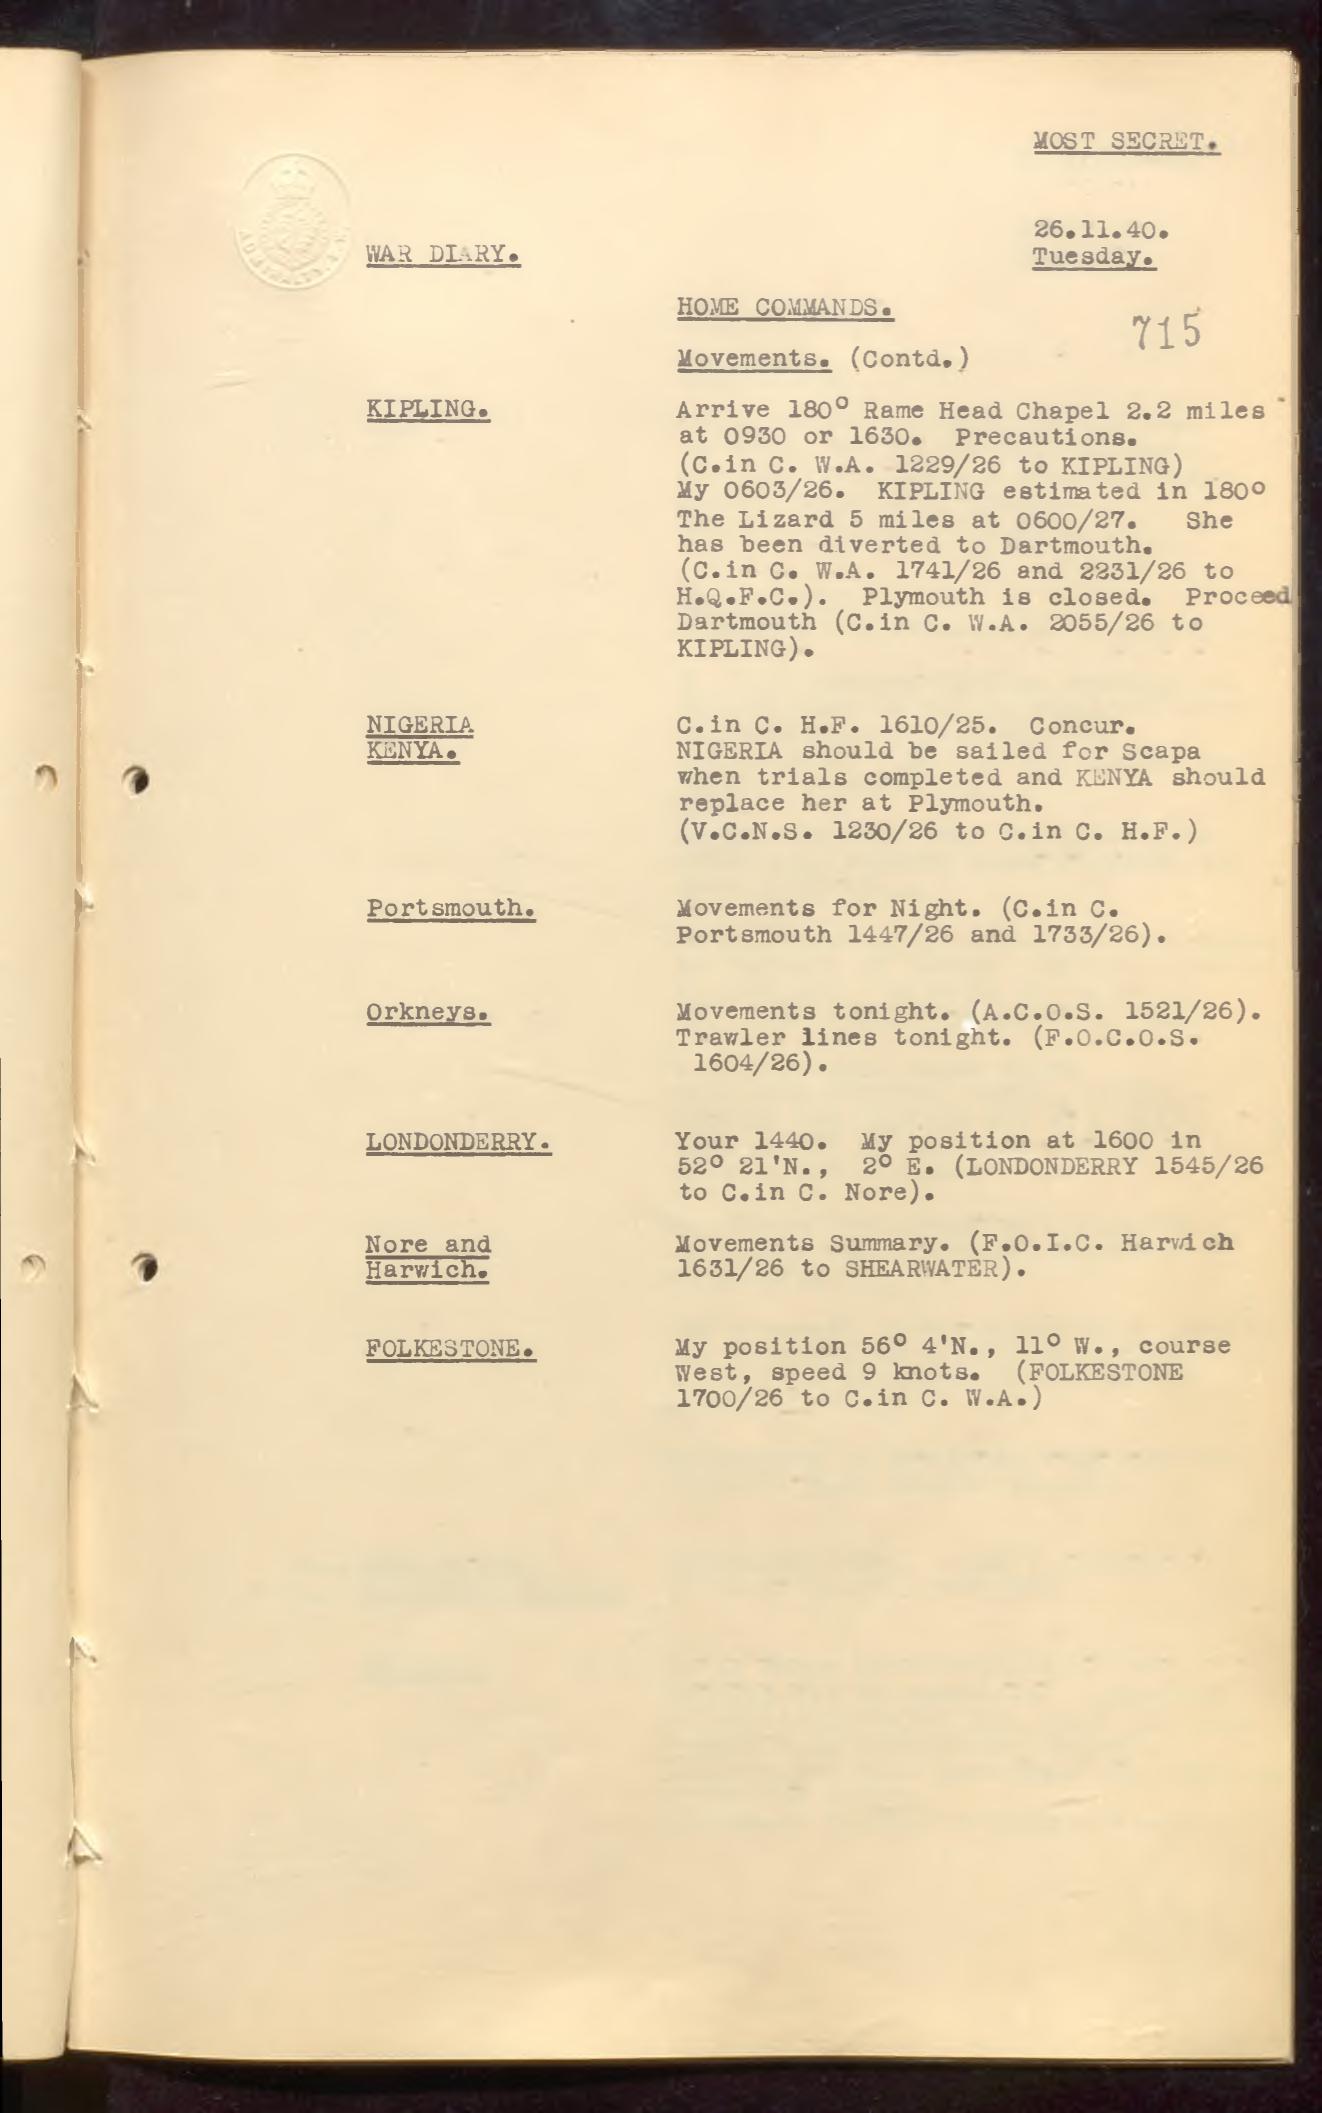 MOST SECRET.
26.11.40.
Tuesday.
WAR DIARY.
HOME COMMANDS.
715
Movements. (Contd.)
KIPLING.
Arrive 180° Rame Head Chapel 2.2 miles
at 0930 or 1630. Precautions.
(C.in C. W.A. 1229/26 to KIPLING)
My 0603/26. KIPLING estimated in 180°
The Lizard 5 miles at 0600/27. She
has been diverted to Dartmouth.
(C.in C. W.A. 1741/26 and 2231/26 to
H.Q.F.C.). Plymouth is closed. Proceed
Dartmouth (C.in C. W.A. 2055/26 to
KIPLING).
NIGERIA
KENYA.
C.in C. H.F. 1610/25. Concur.
NIGERIA should be sailed for Scapa
when trials completed and KENYA should
replace her at Plymouth.
(V.C.N.S. 1230/26 to C.in C. H.F.)
Portsmouth.
Movements for Night. (C.in C.
Portsmouth 1447/26 and 1733/26).
Orkneys.
Movements tonight. (A.C.O.S. 1521/26).
Trawler lines tonight. (F.O.C.O.S.
1604/26).
LONDONDERRY.
Your 1440. My position at 1600 in
52° 21'N., 2° E. (LONDONDERRY 1545/26
to C.in C. Nore).
Nore and
Harwich.
Movements Summary. (F.O.I.C. Harwich
1631/26 to SHEARWATER).
FOLKESTONE.
My position 56° 4'N., 11° W., course
West, speed 9 knots. (FOLKESTONE
1700/26 to C.in C. W.A.)